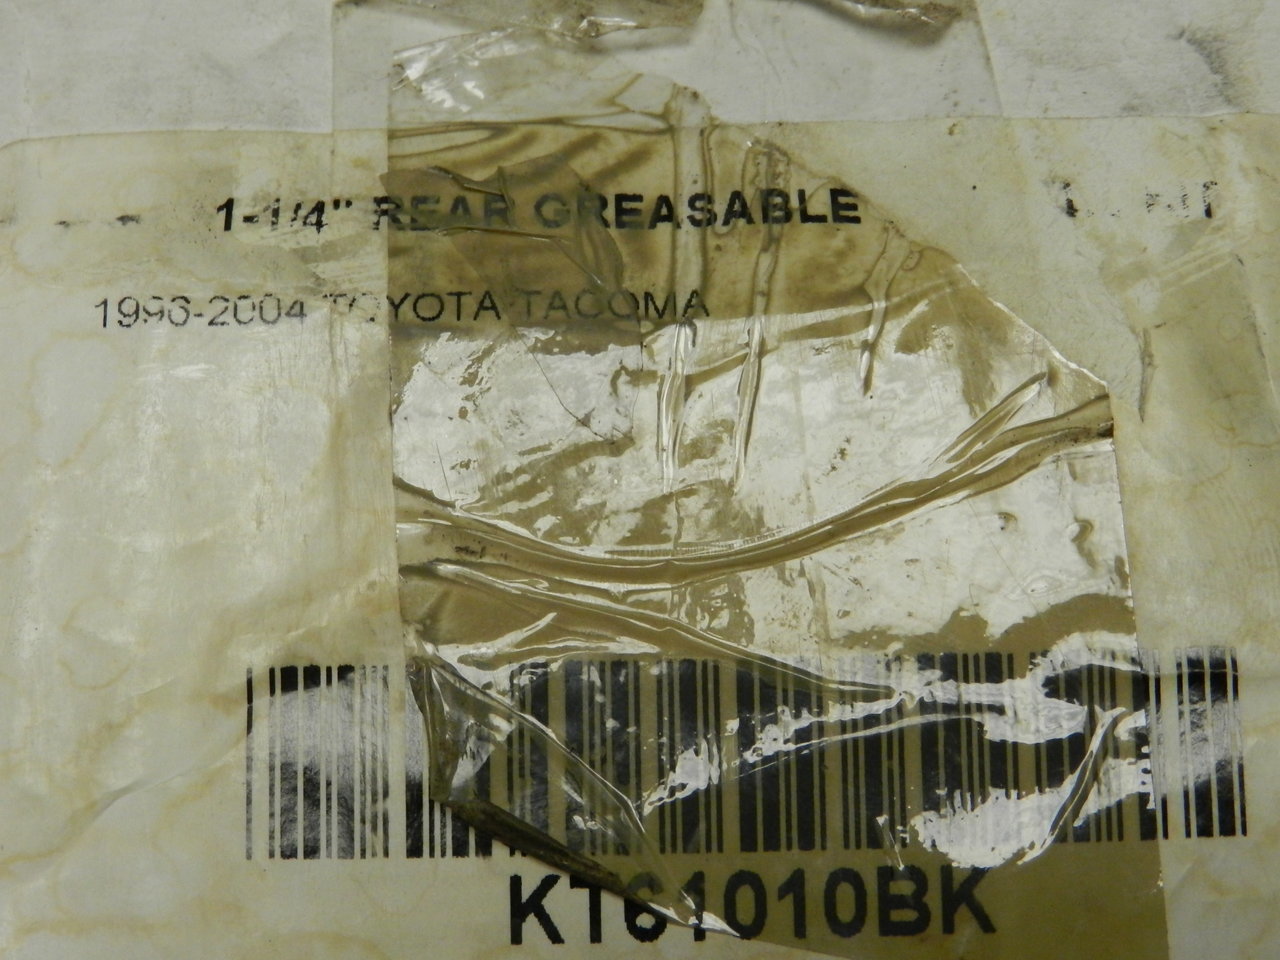 1-1/4" REAR GREASABLE
1996-2004 TOYOTA TACOMA
KT61010BK